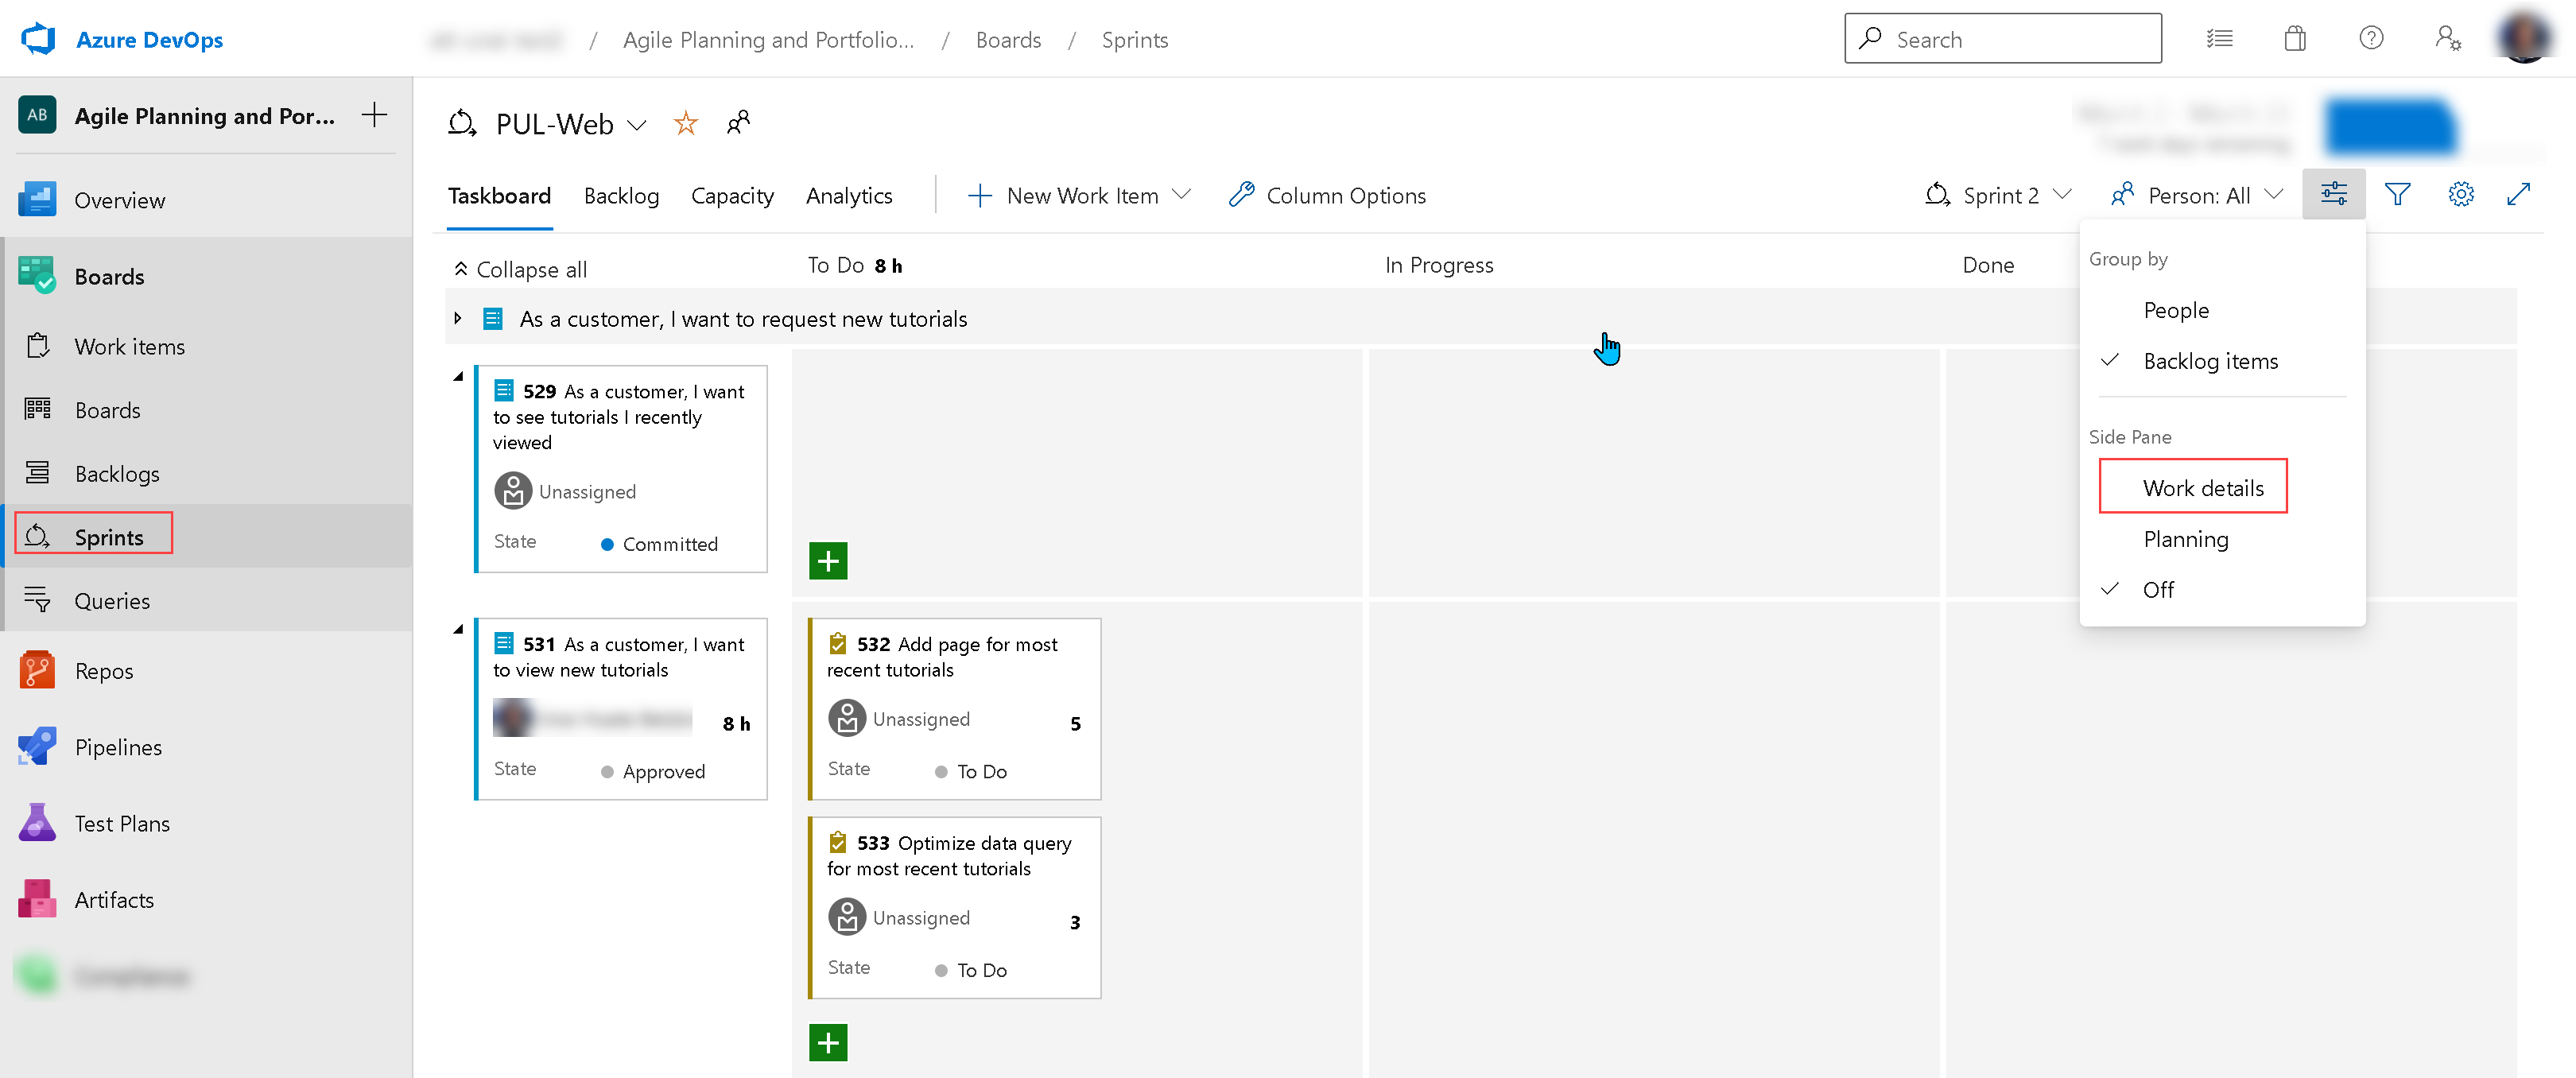 Azure DevOps
/ Agile Planning and Portfolio... / Boards / Sprints
Search
AB
Agile Planning and Por...
Overview
Boards
Work items
Boards
Backlogs
Sprints
Queries
Repos
Pipelines
Test Plans
Artifacts
PUL-Web
Taskboard
Backlog
Capacity
Analytics
New Work Item
Column Options
Sprint 2
Person: All
Collapse all
To Do 8 h
In Progress
Done
As a customer, I want to request new tutorials
529 As a customer, I want
to see tutorials I recently
viewed
Unassigned
State
Committed
531 As a customer, I want
to view new tutorials
8 h
State
Approved
532 Add page for most
recent tutorials
Unassigned
5
State
To Do
533 Optimize data query
for most recent tutorials
Unassigned
3
State
To Do
Group by
People
Backlog items
Side Pane
Work details
Planning
Off